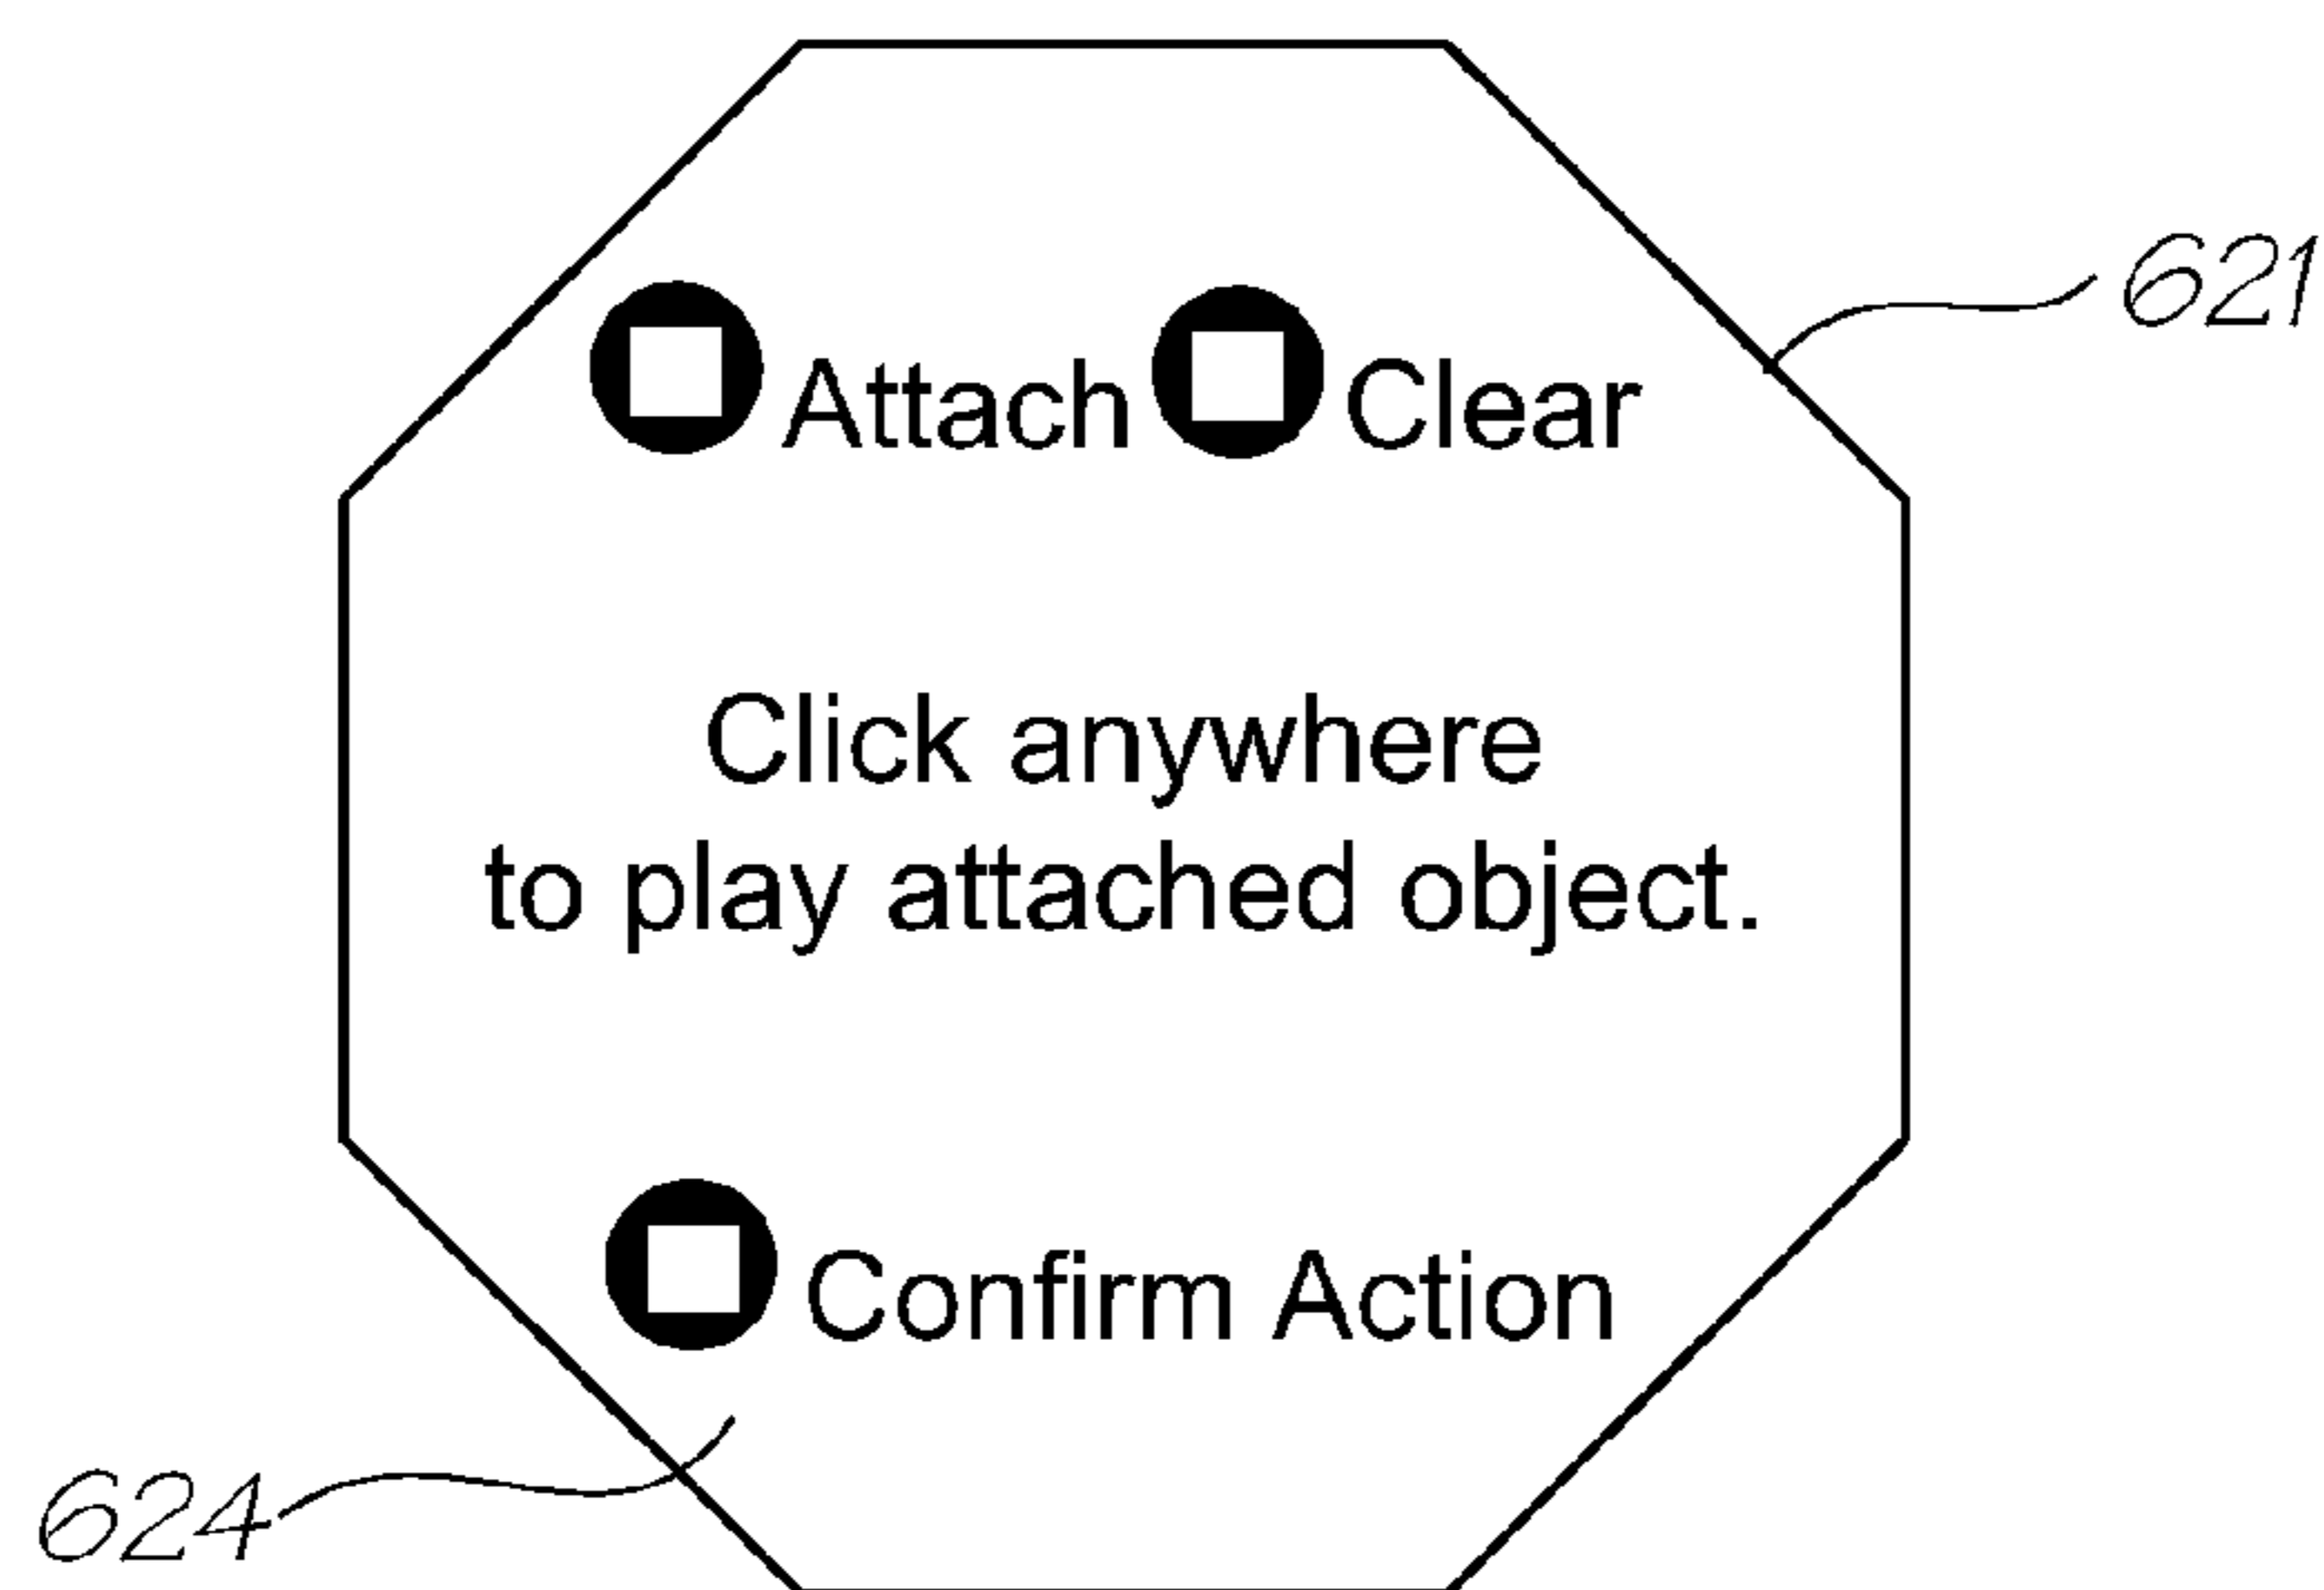 621
Attach Clear
Click anywhere
to play attached object.
Confirm Action
624